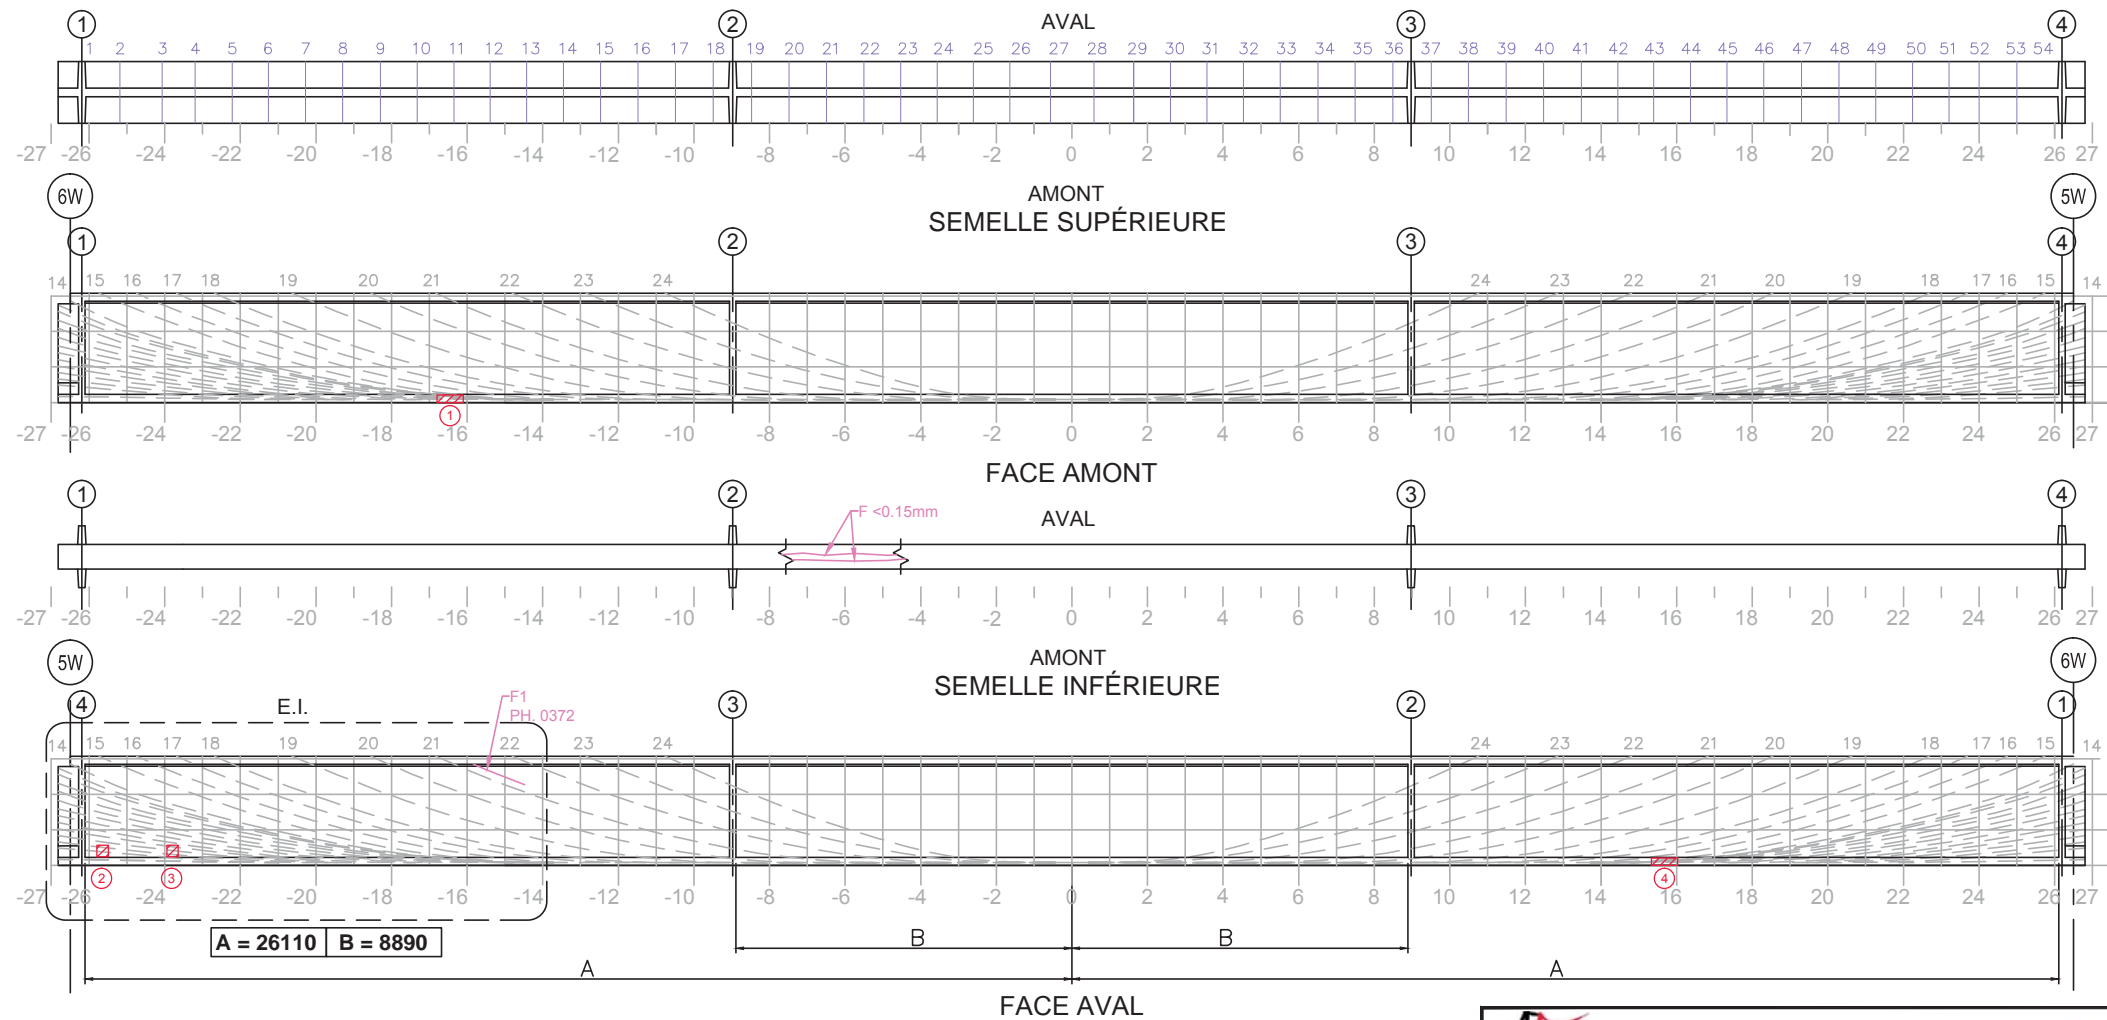 1 2 AVAL 3 4
1 2 3 4 5 6 7 8 9 10 11 12 13 14 15 16 17 18 19 20 21 22 23 24 25 26 27 28 29 30 31 32 33 34 35 36 37 38 39 40 41 42 43 44 45 46 47 48 49 50 51 52 53 54
-27 -26 -24 -22 -20 -18 -16 -14 -12 -10 -8 -6 -4 -2 0 2 4 6 8 10 12 14 16 18 20 22 24 26 27
6W AMONT 5W
SEMELLE SUPÉRIEURE
1 2 3 4
14 15 16 17 18 19 20 21 22 23 24 24 23 22 21 20 19 18 17 16 15 14
1
-27 -26 -24 -22 -20 -18 -16 -14 -12 -10 -8 -6 -4 -2 0 2 4 6 8 10 12 14 16 18 20 22 24 26 27
FACE AMONT
1 2 3 4
F <0.15mm AVAL
-27 -26 -24 -22 -20 -18 -16 -14 -12 -10 -8 -6 -4 -2 0 2 4 6 8 10 12 14 16 18 20 22 24 26 27
5W AMONT 6W
SEMELLE INFÉRIEURE
4 E.I. F1 3 2 1
PH. 0372
14 15 16 17 18 19 20 21 22 23 24 24 23 22 21 20 19 18 17 16 15 14
2 3 4
-27 -26 -24 -22 -20 -18 -16 -14 -12 -10 -8 -6 -4 -2 0 2 4 6 8 10 12 14 16 18 20 22 24 26 27
A = 26110 B = 8890 B B
A A
FACE AVAL